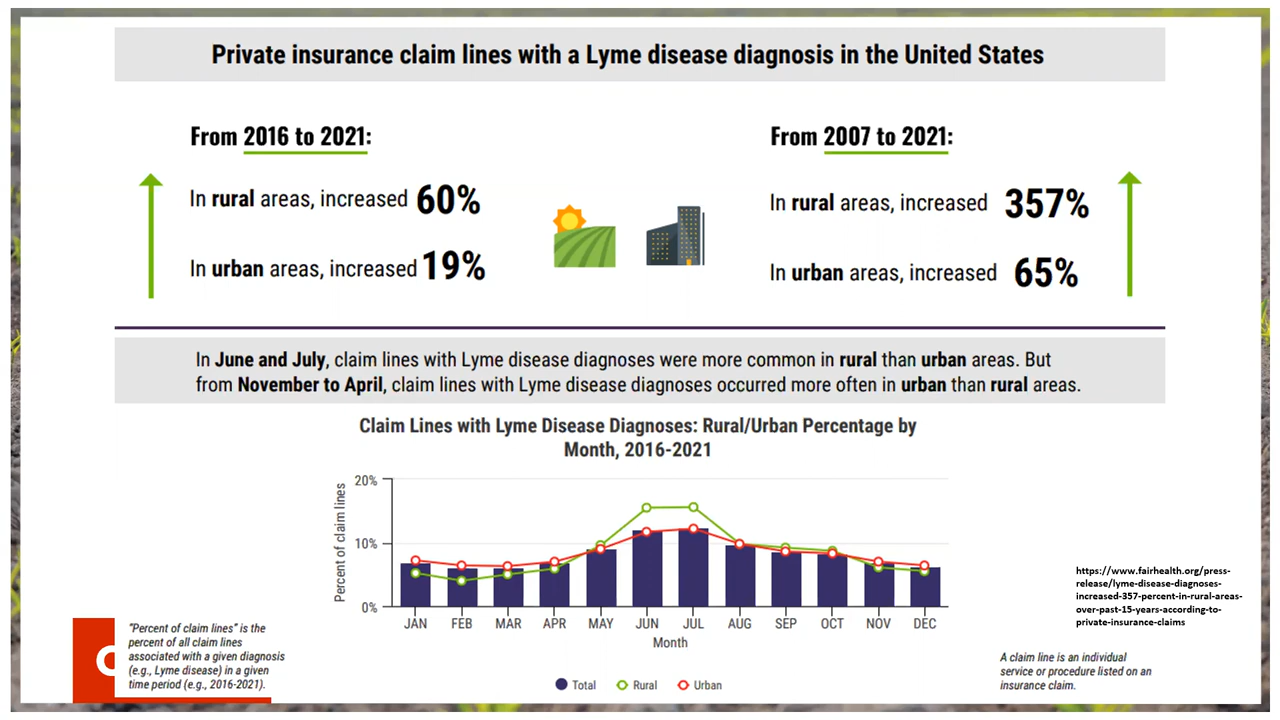 Private insurance claim lines with a Lyme disease diagnosis in the United States
From 2016 to 2021:
In rural areas, increased 60%
In urban areas, increased 19%
From 2007 to 2021:
In rural areas, increased 357%
In urban areas, increased 65%
In June and July, claim lines with Lyme disease diagnoses were more common in rural than urban areas. But
from November to April, claim lines with Lyme disease diagnoses occurred more often in urban than rural areas.
Claim Lines with Lyme Disease Diagnoses: Rural/Urban Percentage by
Month, 2016-2021
Percent of claim lines
20%
10%
0%
JAN FEB MAR APR MAY JUN JUL AUG SEP OCT NOV DEC
Month
Total Rural Urban
"Percent of claim lines" is the
percent of all claim lines
associated with a given diagnosis
(e.g., Lyme disease) in a given
time period (e.g., 2016-2021).
https://www.fairhealth.org/press-
release/lyme-disease-diagnoses-
increased-357-percent-in-rural-areas-
over-past-15-years-according-to-
private-insurance-claims
A claim line is an individual
service or procedure listed on an
insurance claim.